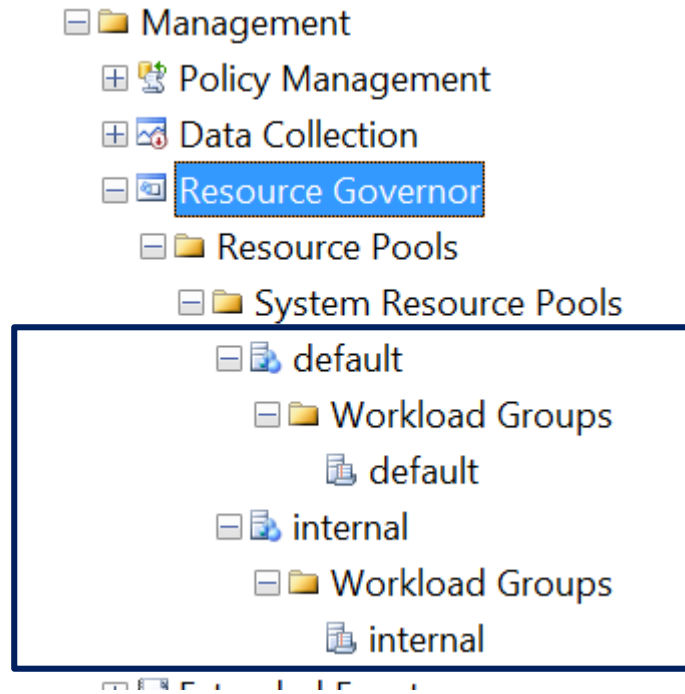 Management
Policy Management
Data Collection
Resource Governor
Resource Pools
System Resource Pools
default
Workload Groups
default
internal
Workload Groups
internal